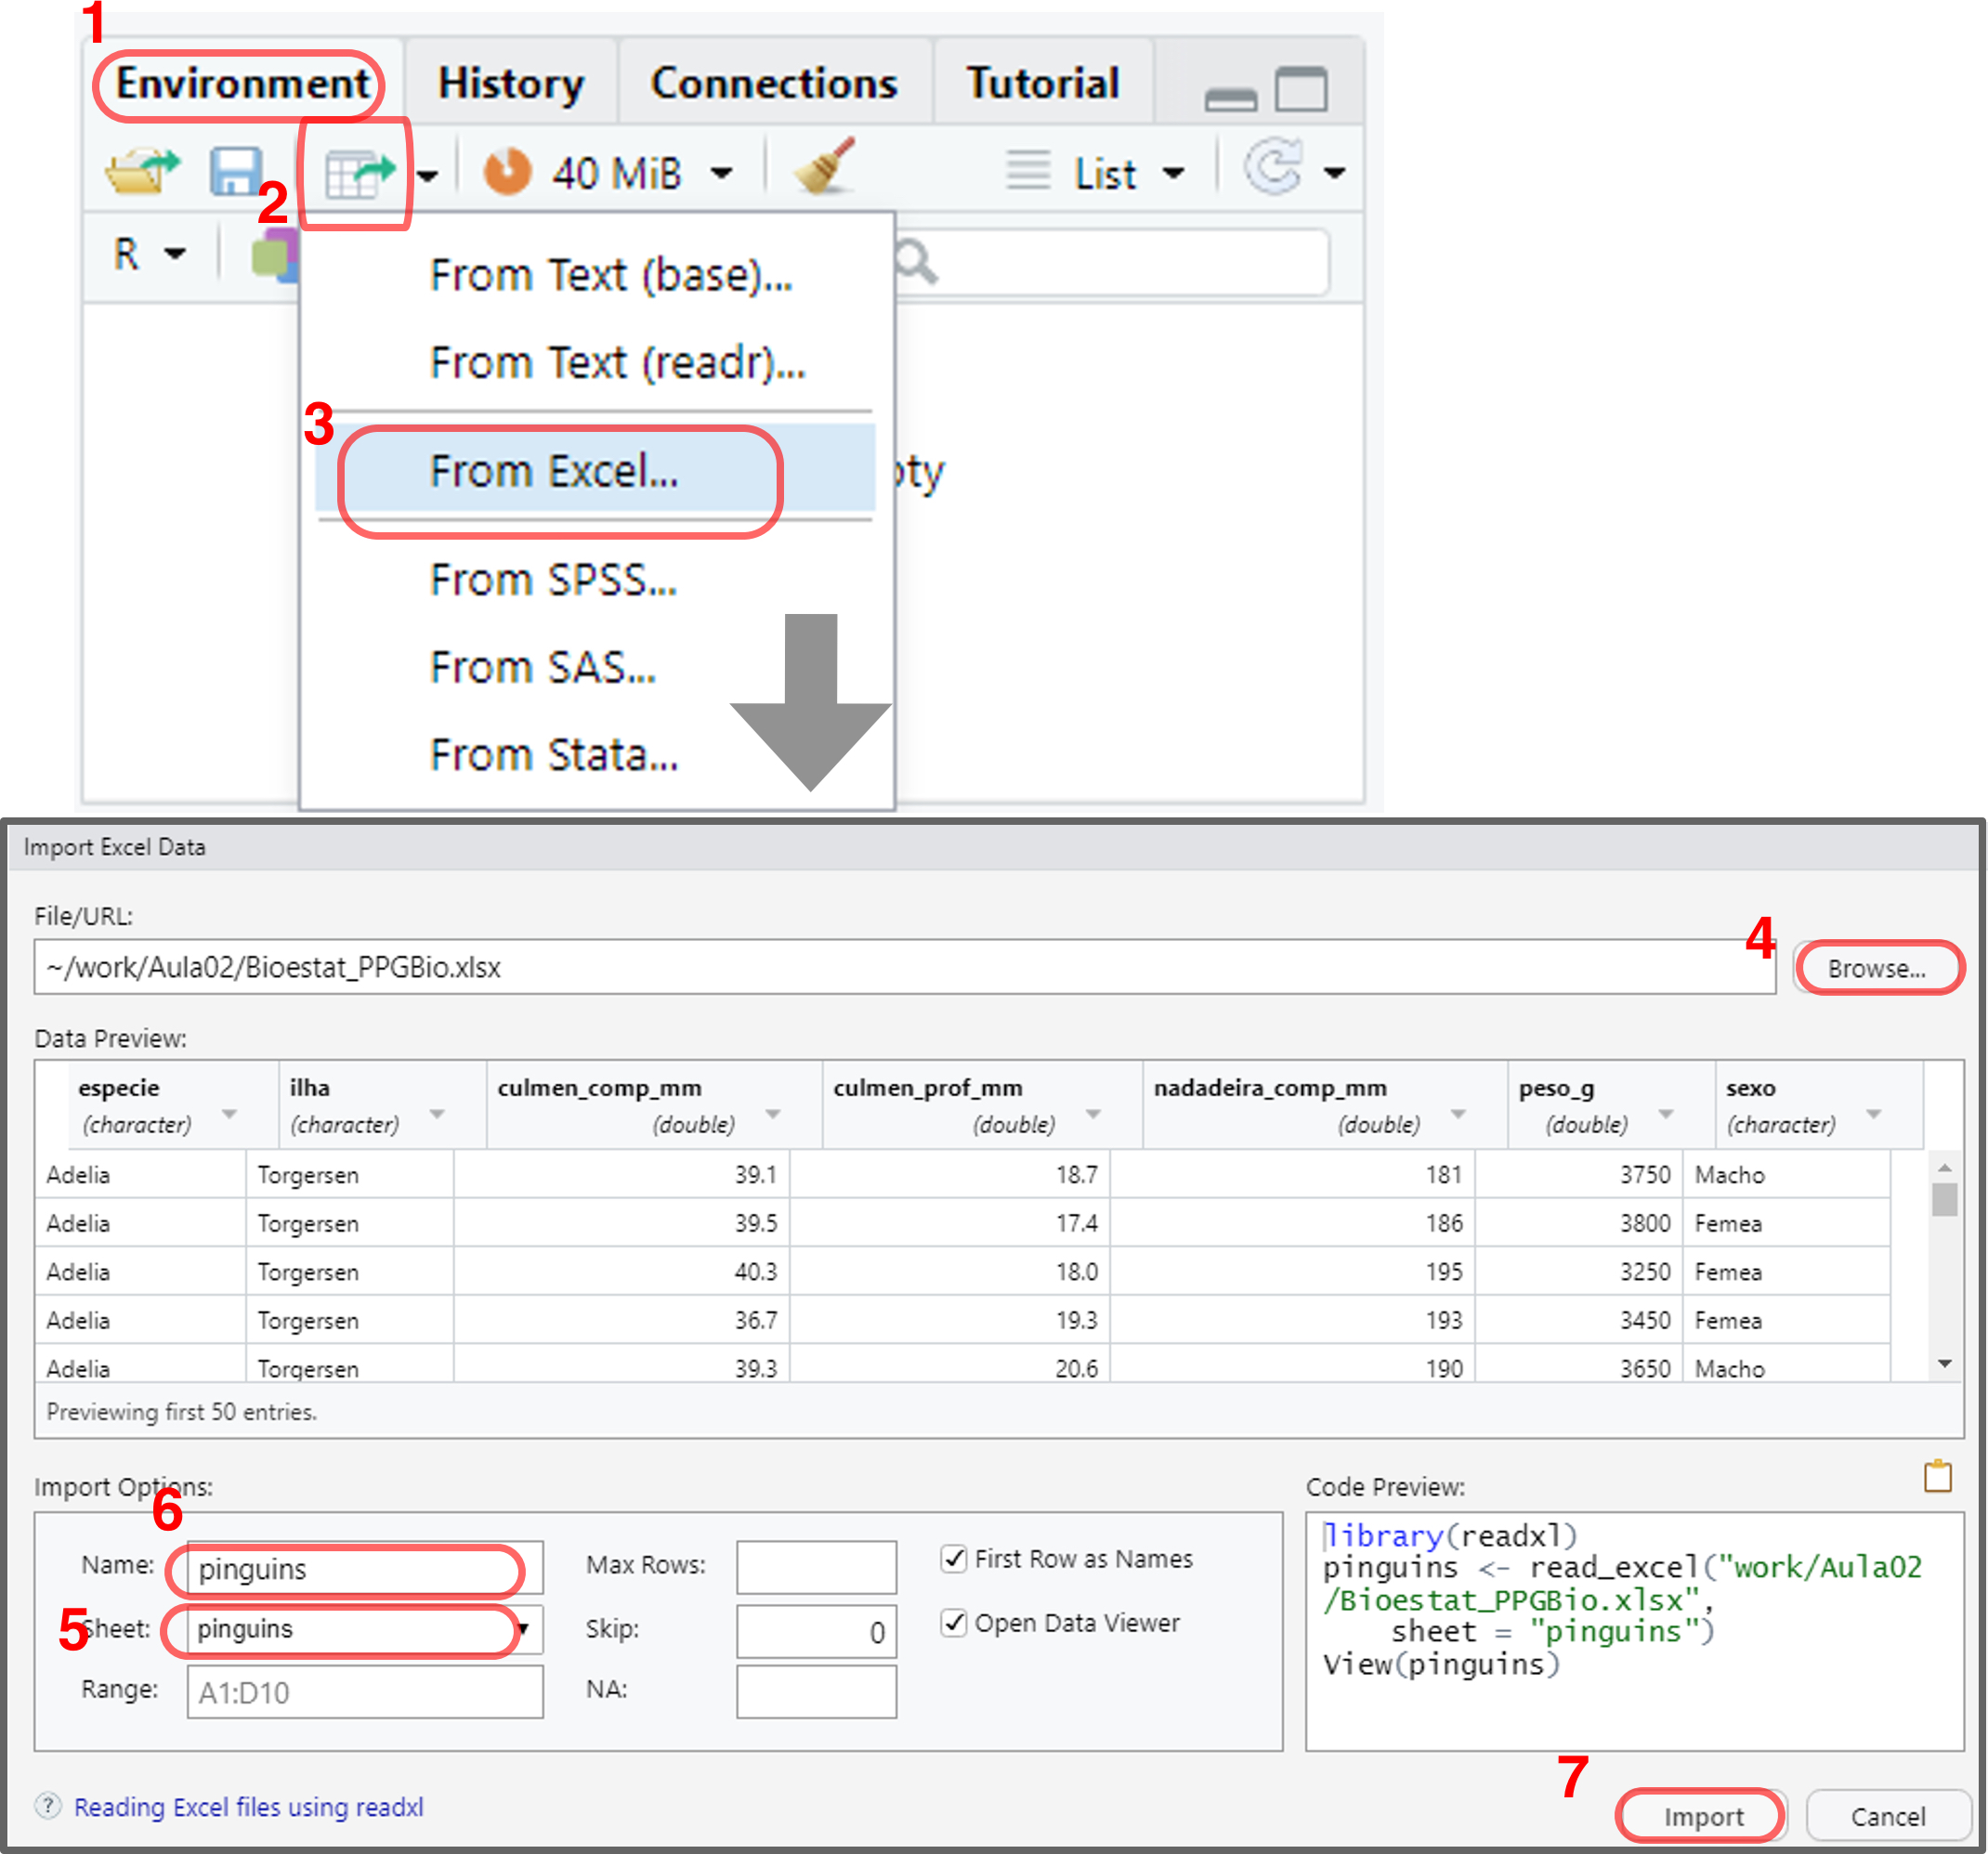 1
Environment History Connections Tutorial
2 40 MiB List
R
From Text (base)...
From Text (readr)...
3
From Excel...
From SPSS...
From SAS...
From Stata...
Import Excel Data
File/URL:
4
~/work/Aula02/Bioestat_PPGBio.xlsx Browse...
Data Preview:
especie ilha culmen_comp_mm culmen_prof_mm nadadeira_comp_mm peso_g sexo
(character) (character) (double) (double) (double) (double) (character)
Adelia Torgersen 39.1 18.7 181 3750 Macho
Adelia Torgersen 39.5 17.4 186 3800 Femea
Adelia Torgersen 40.3 18.0 195 3250 Femea
Adelia Torgersen 36.7 19.3 193 3450 Femea
Adelia Torgersen 39.3 20.6 190 3650 Macho
Previewing first 50 entries.
Import Options:
6
Name: pinguins Max Rows: First Row as Names
5 Sheet: pinguins Skip: 0 Open Data Viewer
Range: A1:D10 NA:
Code Preview:
library(readxl)
pinguins <- read_excel("work/Aula02
/Bioestat_PPGBio.xlsx",
sheet = "pinguins")
View(pinguins)
7
? Reading Excel files using readxl Import Cancel